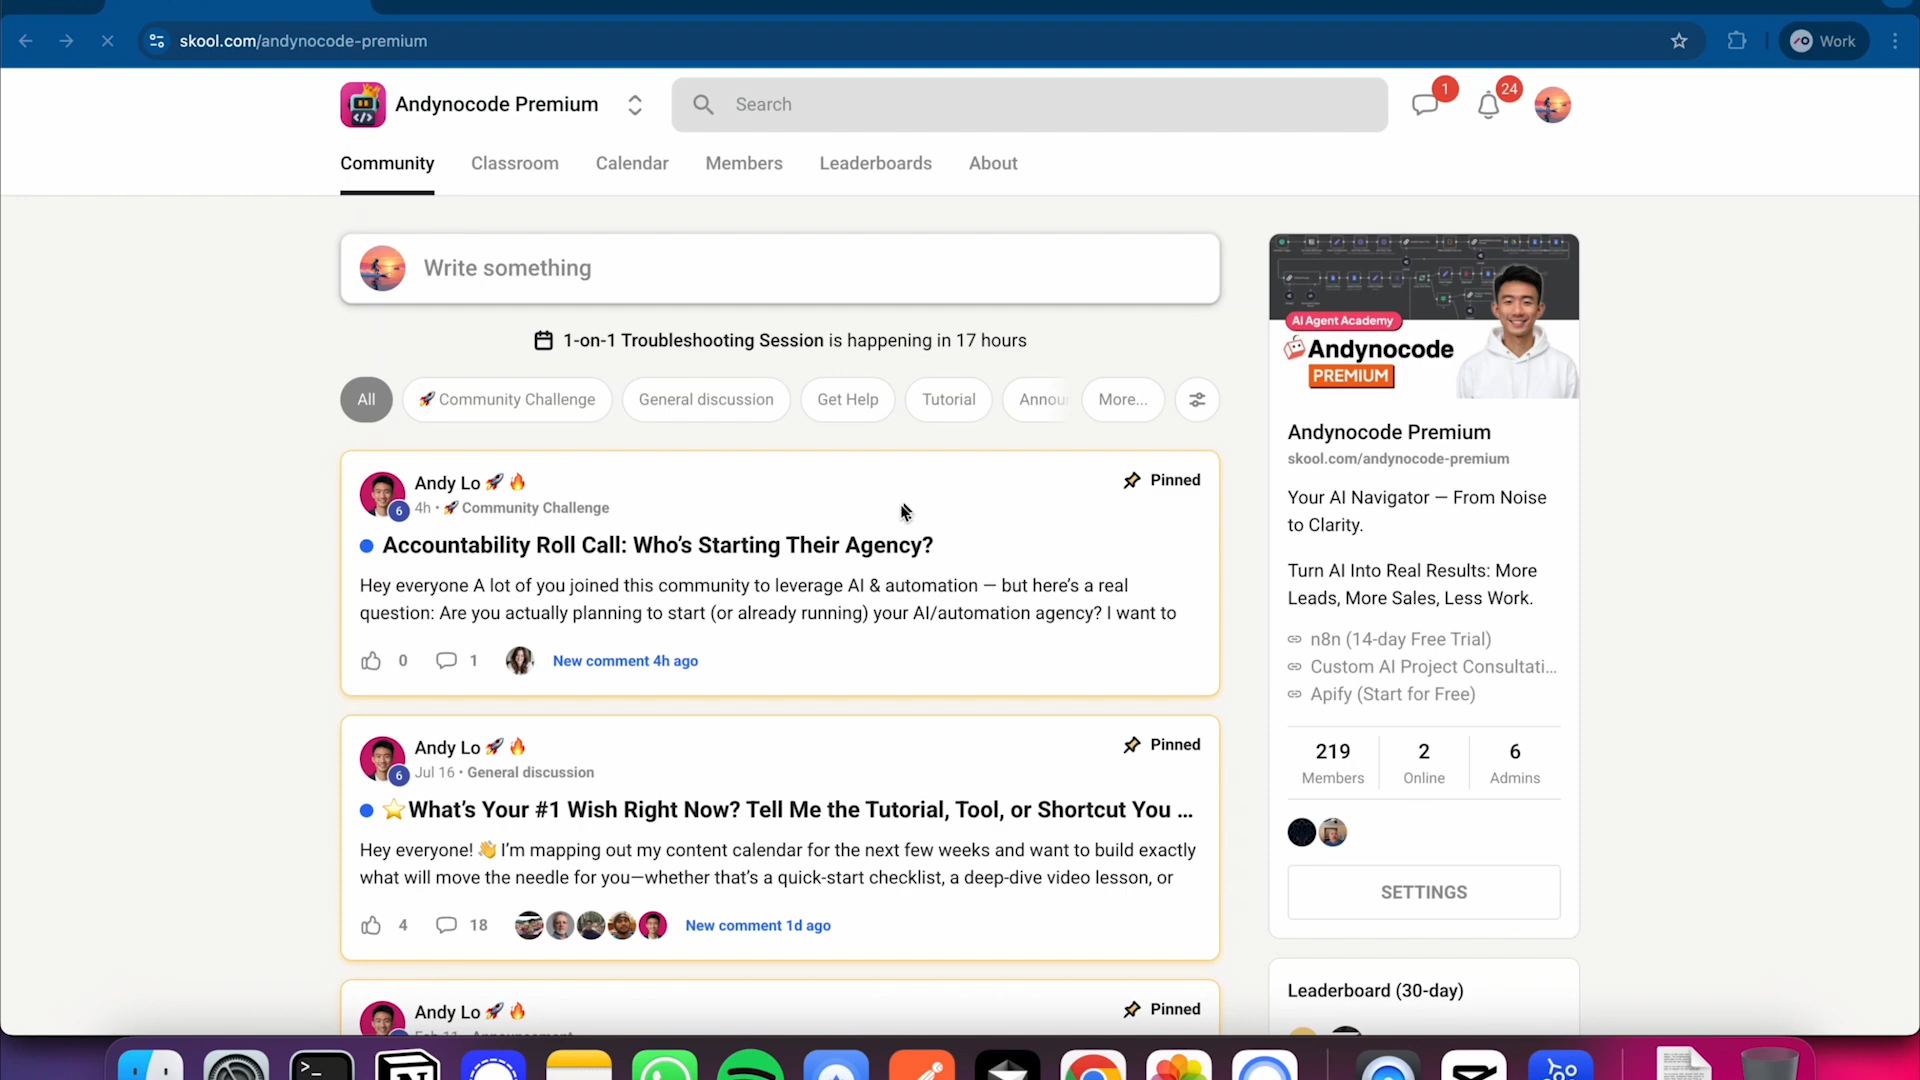 skool.com/andynocode-premium
Work
Andynocode Premium
Search
1
24
Community
Classroom
Calendar
Members
Leaderboards
About
Write something
1-on-1 Troubleshooting Session is happening in 17 hours
All
🚀 Community Challenge
General discussion
Get Help
Tutorial
Annou
More...
Andy Lo 🚀 🔥
Pinned
6
4h • 🚀 Community Challenge
Accountability Roll Call: Who's Starting Their Agency?
Hey everyone A lot of you joined this community to leverage AI & automation — but here's a real
question: Are you actually planning to start (or already running) your AI/automation agency? I want to
0
1
New comment 4h ago
Andy Lo 🚀 🔥
Pinned
6
Jul 16 • General discussion
⭐What's Your #1 Wish Right Now? Tell Me the Tutorial, Tool, or Shortcut You ...
Hey everyone! 👋 I'm mapping out my content calendar for the next few weeks and want to build exactly
what will move the needle for you—whether that's a quick-start checklist, a deep-dive video lesson, or
4
18
New comment 1d ago
Andy Lo 🚀 🔥
Pinned
AI Agent Academy
Andynocode
PREMIUM
Andynocode Premium
skool.com/andynocode-premium
Your AI Navigator — From Noise
to Clarity.
Turn AI Into Real Results: More
Leads, More Sales, Less Work.
n8n (14-day Free Trial)
Custom AI Project Consultati...
Apify (Start for Free)
219
Members
2
Online
6
Admins
SETTINGS
Leaderboard (30-day)